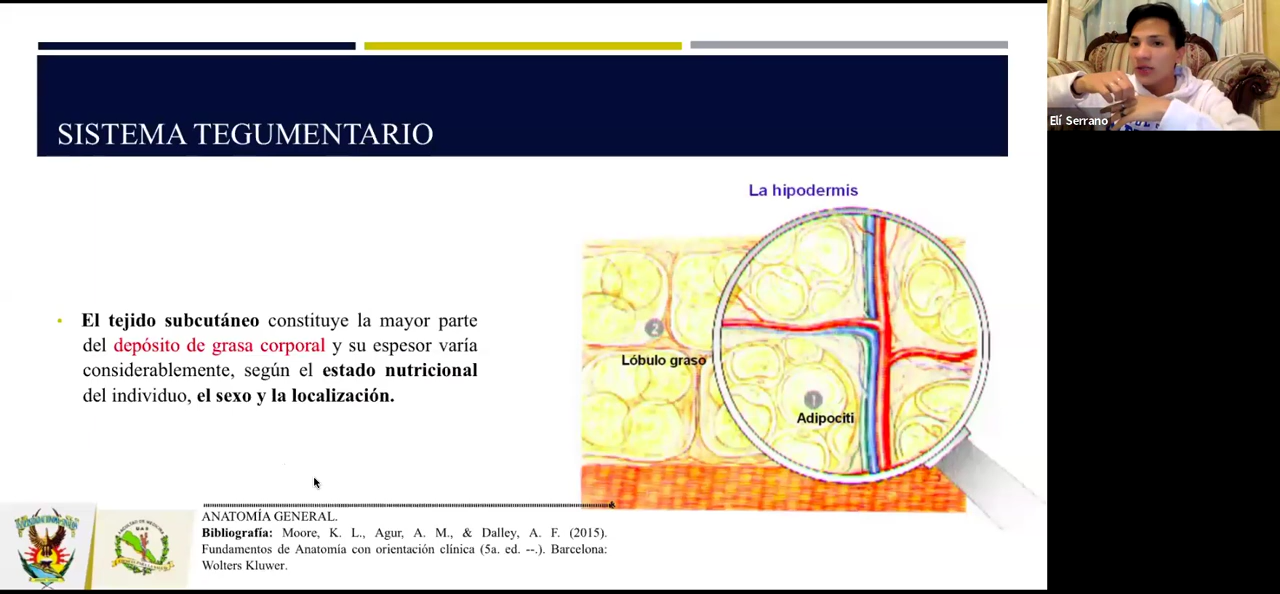 SISTEMA TEGUMENTARIO
Elí Serrano
La hipodermis
• El tejido subcutáneo constituye la mayor parte
del depósito de grasa corporal y su espesor varía
considerablemente, según el estado nutricional
del individuo, el sexo y la localización.
2
Lóbulo graso
1
Adipociti
ANATOMÍA GENERAL.
Bibliografía: Moore, K. L., Agur, A. M., & Dalley, A. F. (2015).
Fundamentos de Anatomía con orientación clínica (5a. ed. --.). Barcelona:
Wolters Kluwer.